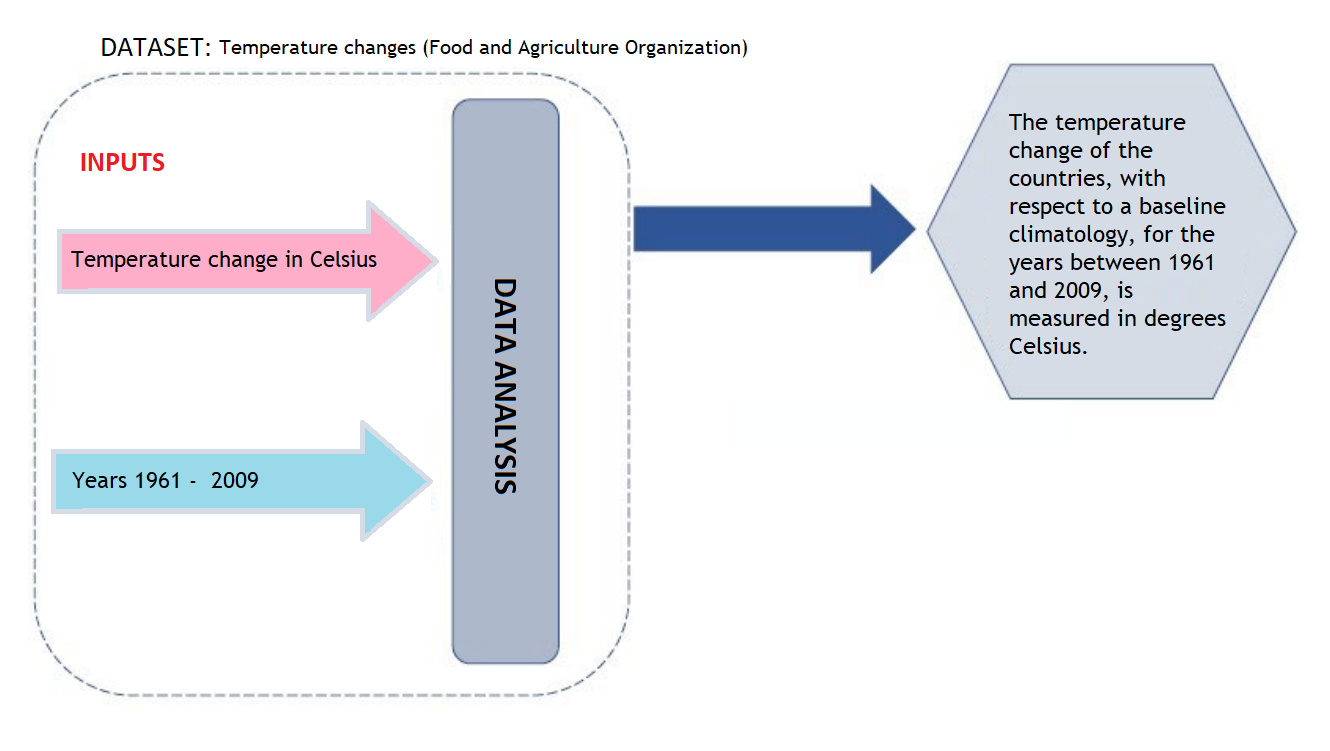 DATASET: Temperature changes (Food and Agriculture Organization)
INPUTS
Temperature change in Celsius
Years 1961 -  2009
DATA ANALYSIS
The temperature
change of the
countries, with
respect to a baseline
climatology, for the
years between 1961
and 2009, is
measured in degrees
Celsius.